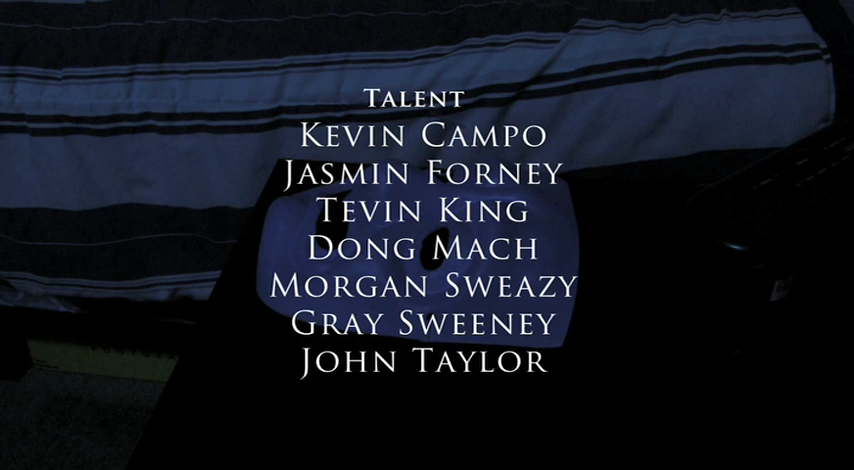 Talent
Kevin Campo
Jasmin Forney
Tevin King
Dong Mach
Morgan Sweazy
Gray Sweeney
John Taylor